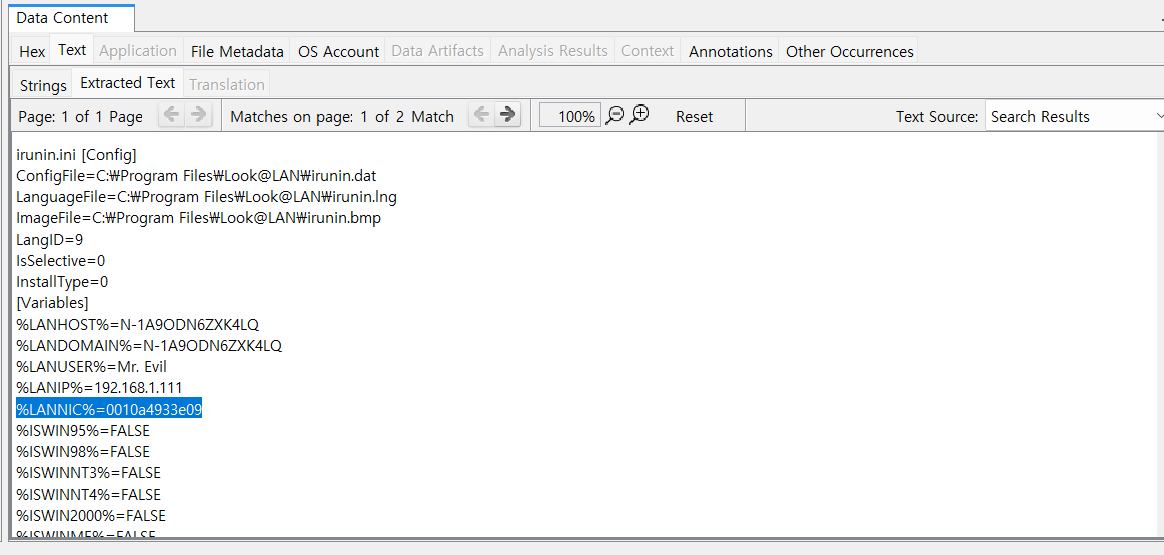 Data Content
Hex Text Application File Metadata OS Account Data Artifacts Analysis Results Context Annotations Other Occurrences
Strings Extracted Text Translation
Page: 1 of 1 Page Matches on page: 1 of 2 Match 100% Reset Text Source: Search Results
irunin.ini [Config]
ConfigFile=C:₩Program Files₩Look@LAN₩irunin.dat
LanguageFile=C:₩Program Files₩Look@LAN₩irunin.lng
ImageFile=C:₩Program Files₩Look@LAN₩irunin.bmp
LangID=9
IsSelective=0
InstallType=0
[Variables]
%LANHOST%=N-1A9ODN6ZXK4LQ
%LANDOMAIN%=N-1A9ODN6ZXK4LQ
%LANUSER%=Mr. Evil
%LANIP%=192.168.1.111
%LANNIC%=0010a4933e09
%ISWIN95%=FALSE
%ISWIN98%=FALSE
%ISWINNT3%=FALSE
%ISWINNT4%=FALSE
%ISWIN2000%=FALSE
%ISWINME%=FALSE